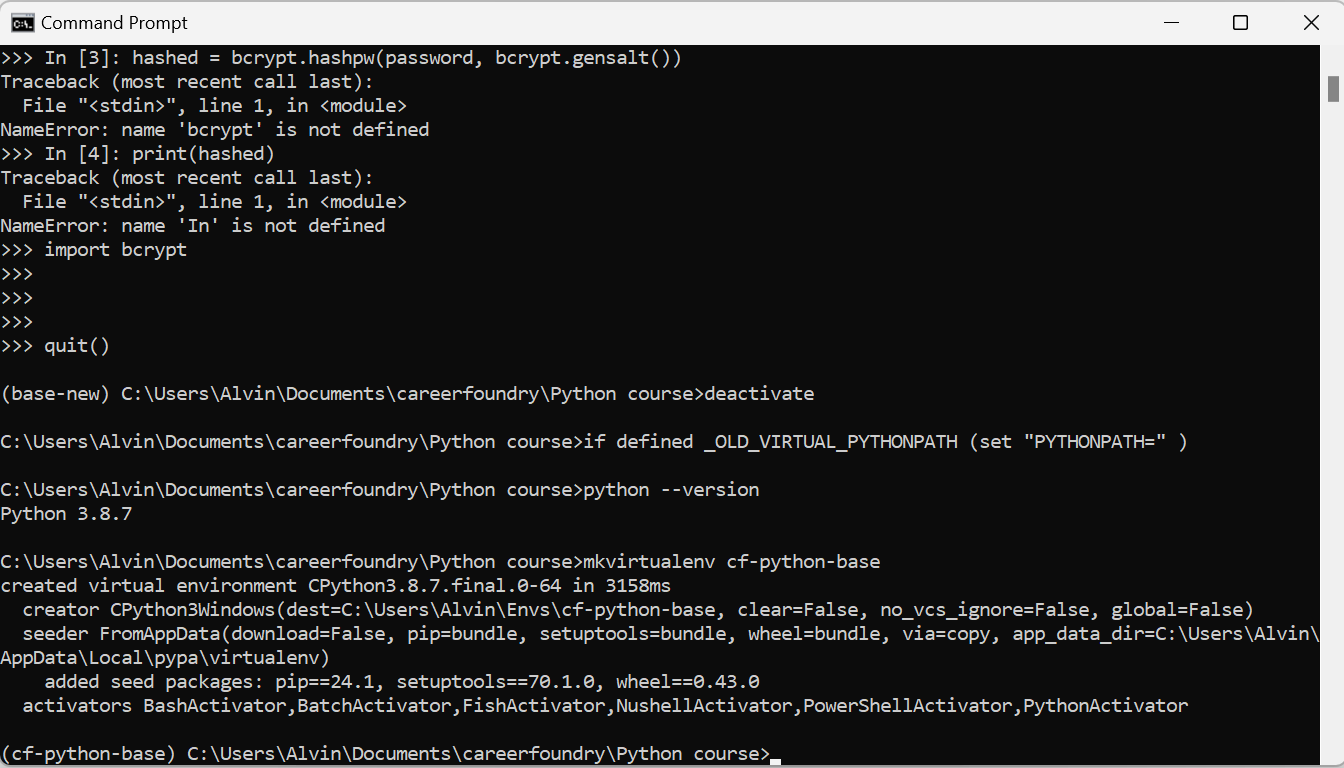 Command Prompt
>>> In [3]: hashed = bcrypt.hashpw(password, bcrypt.gensalt())
Traceback (most recent call last):
  File "<stdin>", line 1, in <module>
NameError: name 'bcrypt' is not defined
>>> In [4]: print(hashed)
Traceback (most recent call last):
  File "<stdin>", line 1, in <module>
NameError: name 'In' is not defined
>>> import bcrypt
>>>
>>>
>>>
>>> quit()
(base-new) C:\Users\Alvin\Documents\careerfoundry\Python course>deactivate
C:\Users\Alvin\Documents\careerfoundry\Python course>if defined _OLD_VIRTUAL_PYTHONPATH (set "PYTHONPATH=" )
C:\Users\Alvin\Documents\careerfoundry\Python course>python --version
Python 3.8.7
C:\Users\Alvin\Documents\careerfoundry\Python course>mkvirtualenv cf-python-base
created virtual environment CPython3.8.7.final.0-64 in 3158ms
  creator CPython3Windows(dest=C:\Users\Alvin\Envs\cf-python-base, clear=False, no_vcs_ignore=False, global=False)
  seeder FromAppData(download=False, pip=bundle, setuptools=bundle, wheel=bundle, via=copy, app_data_dir=C:\Users\Alvin\
AppData\Local\pypa\virtualenv)
    added seed packages: pip==24.1, setuptools==70.1.0, wheel==0.43.0
  activators BashActivator,BatchActivator,FishActivator,NushellActivator,PowerShellActivator,PythonActivator
(cf-python-base) C:\Users\Alvin\Documents\careerfoundry\Python course>